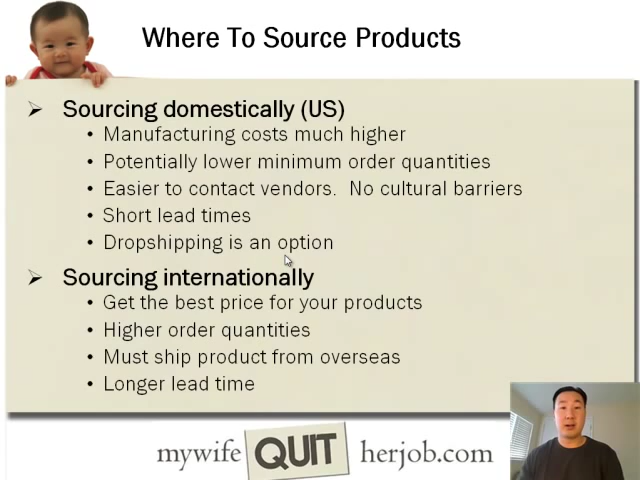 Where To Source Products
Sourcing domestically (US)
Manufacturing costs much higher
Potentially lower minimum order quantities
Easier to contact vendors. No cultural barriers
Short lead times
Dropshipping is an option
Sourcing internationally
Get the best price for your products
Higher order quantities
Must ship product from overseas
Longer lead time
mywife QUIT herjob.com